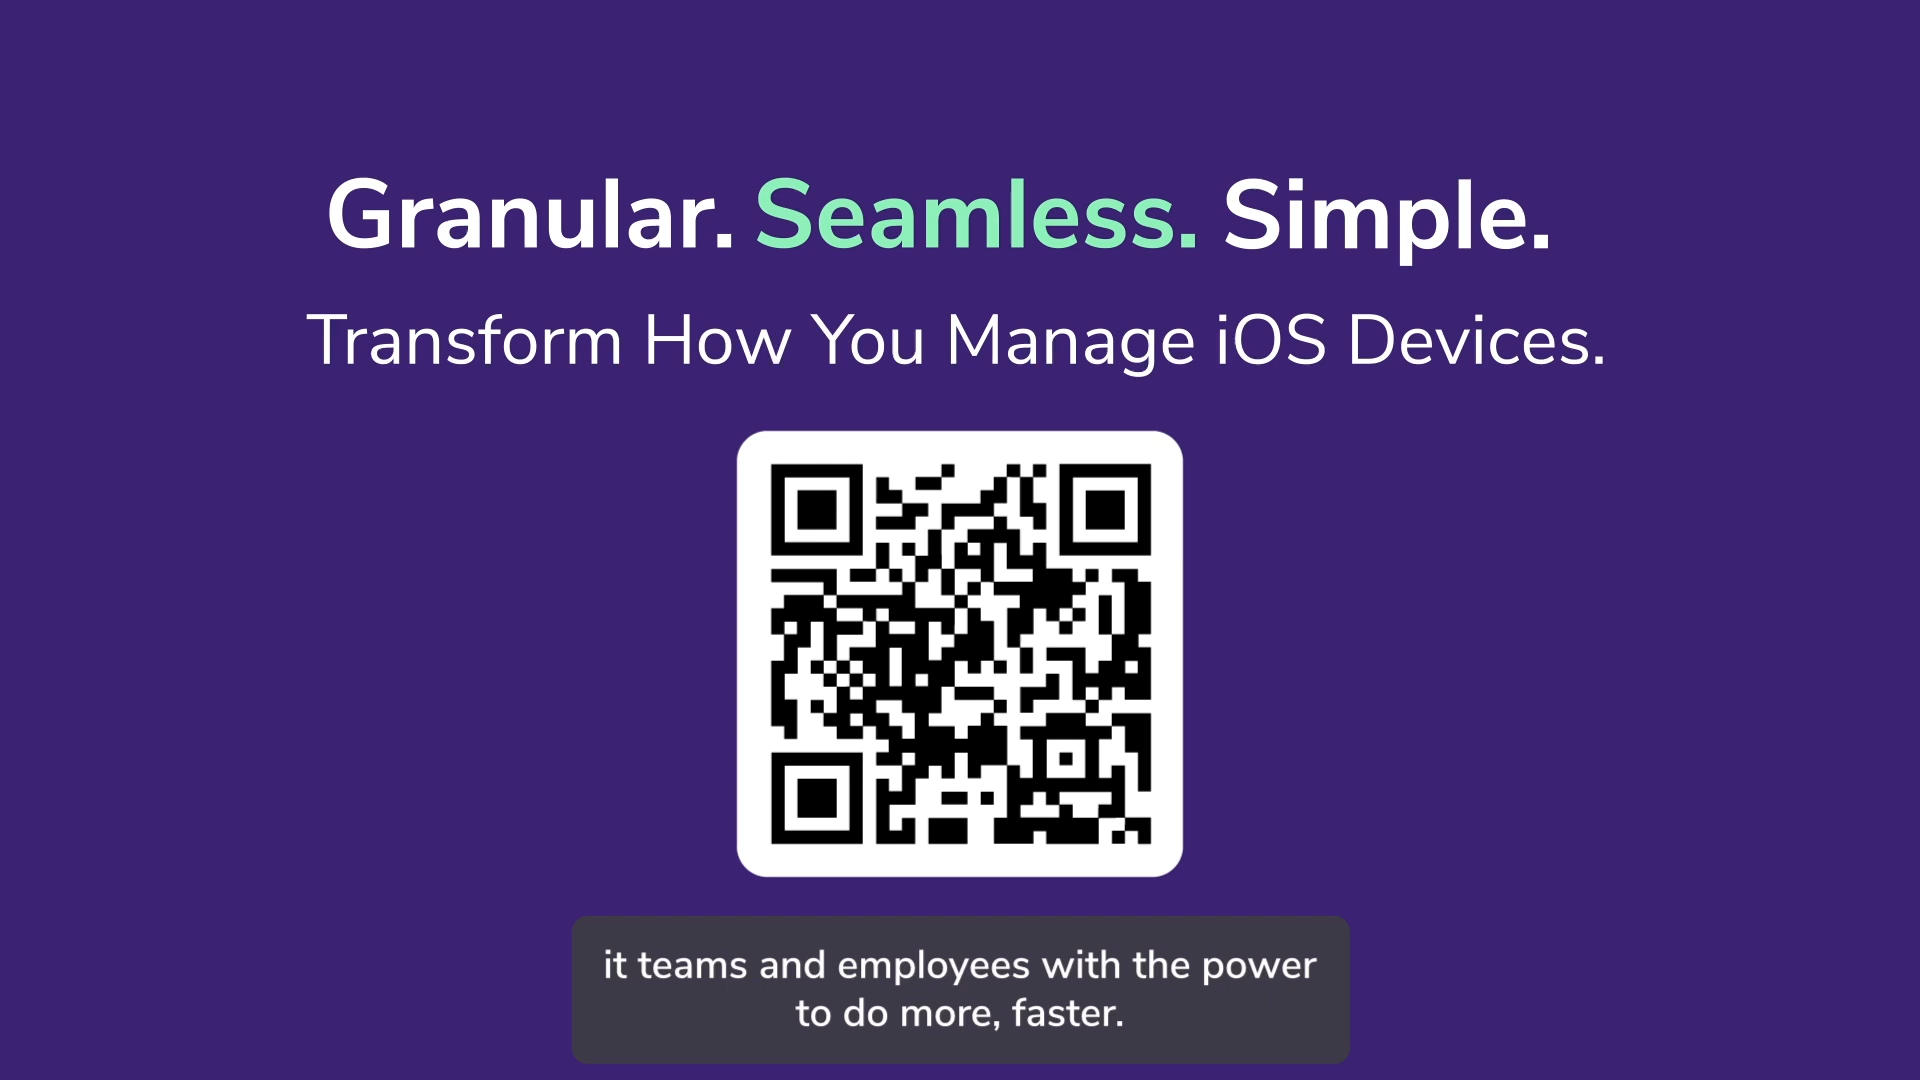 Granular. Seamless. Simple.
Transform How You Manage iOS Devices.
it teams and employees with the power
to do more, faster.